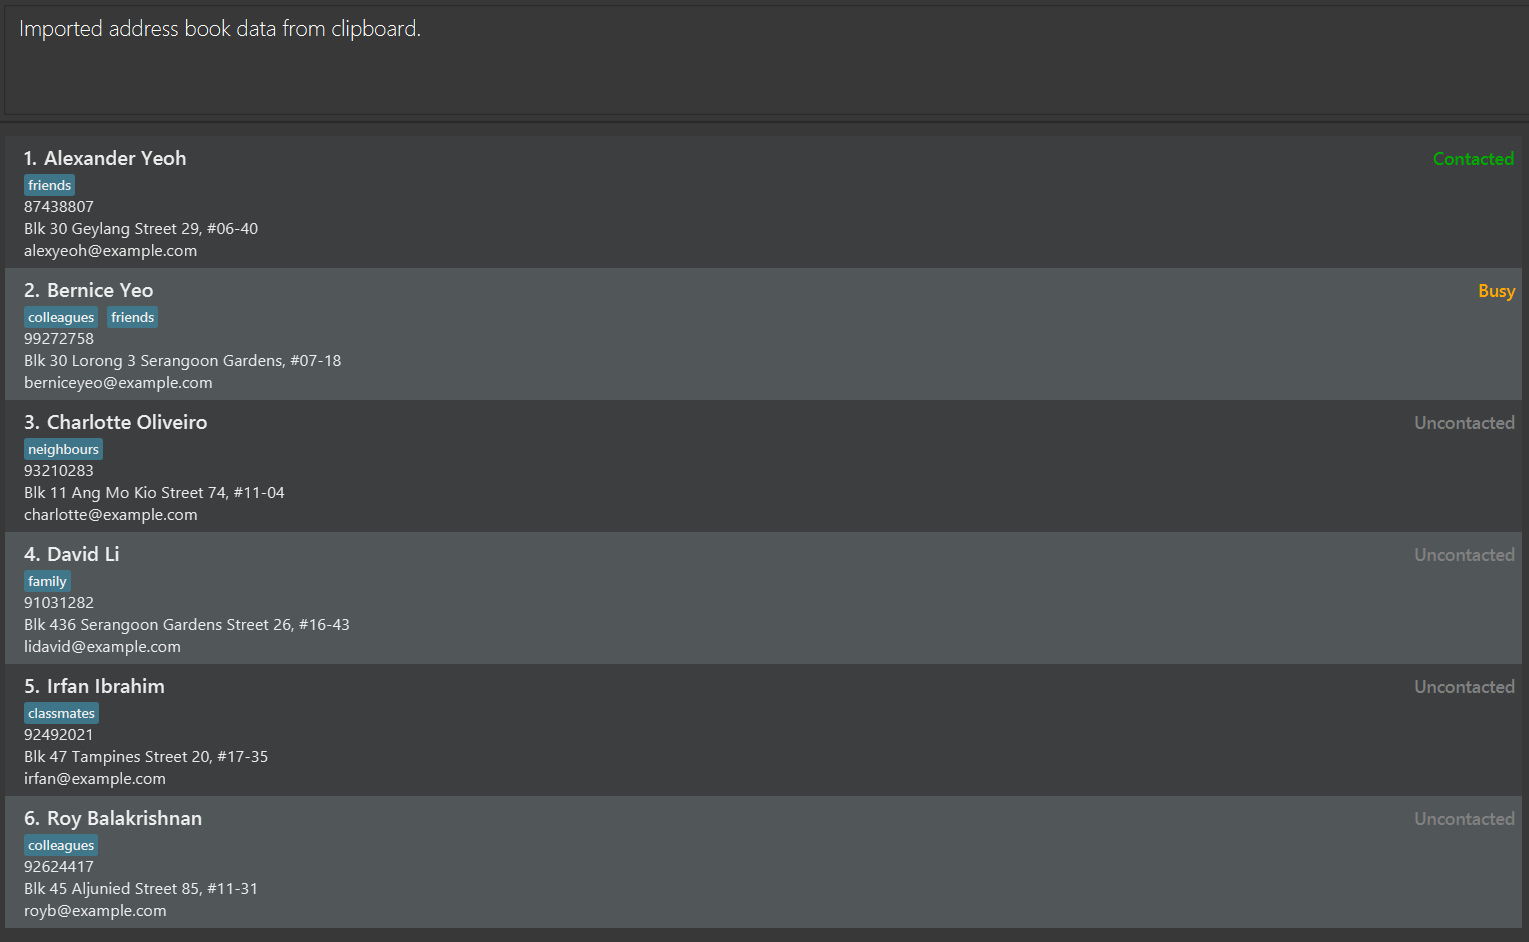 Imported address book data from clipboard.
1. Alexander Yeoh Contacted
friends
87438807
Blk 30 Geylang Street 29, #06-40
alexyeoh@example.com
2. Bernice Yeo Busy
colleagues friends
99272758
Blk 30 Lorong 3 Serangoon Gardens, #07-18
berniceyeo@example.com
3. Charlotte Oliveiro Uncontacted
neighbours
93210283
Blk 11 Ang Mo Kio Street 74, #11-04
charlotte@example.com
4. David Li Uncontacted
family
91031282
Blk 436 Serangoon Gardens Street 26, #16-43
lidavid@example.com
5. Irfan Ibrahim Uncontacted
classmates
92492021
Blk 47 Tampines Street 20, #17-35
irfan@example.com
6. Roy Balakrishnan Uncontacted
colleagues
92624417
Blk 45 Aljunied Street 85, #11-31
royb@example.com